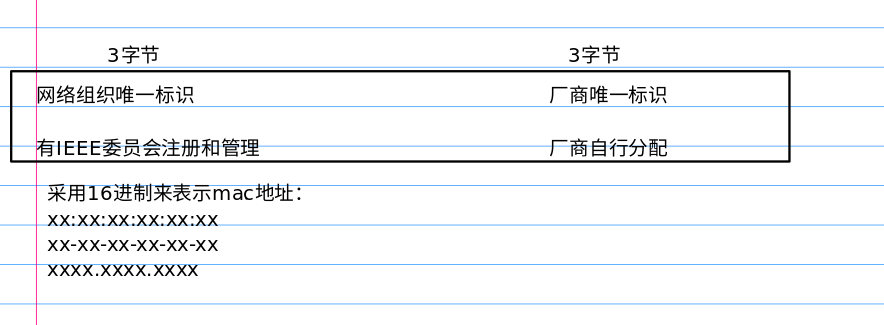 3字节 3字节
网络组织唯一标识 厂商唯一标识
有IEEE委员会注册和管理 厂商自行分配
采用16进制来表示mac地址：
xx:xx:xx:xx:xx:xx
xx-xx-xx-xx-xx-xx
xxxx.xxxx.xxxx